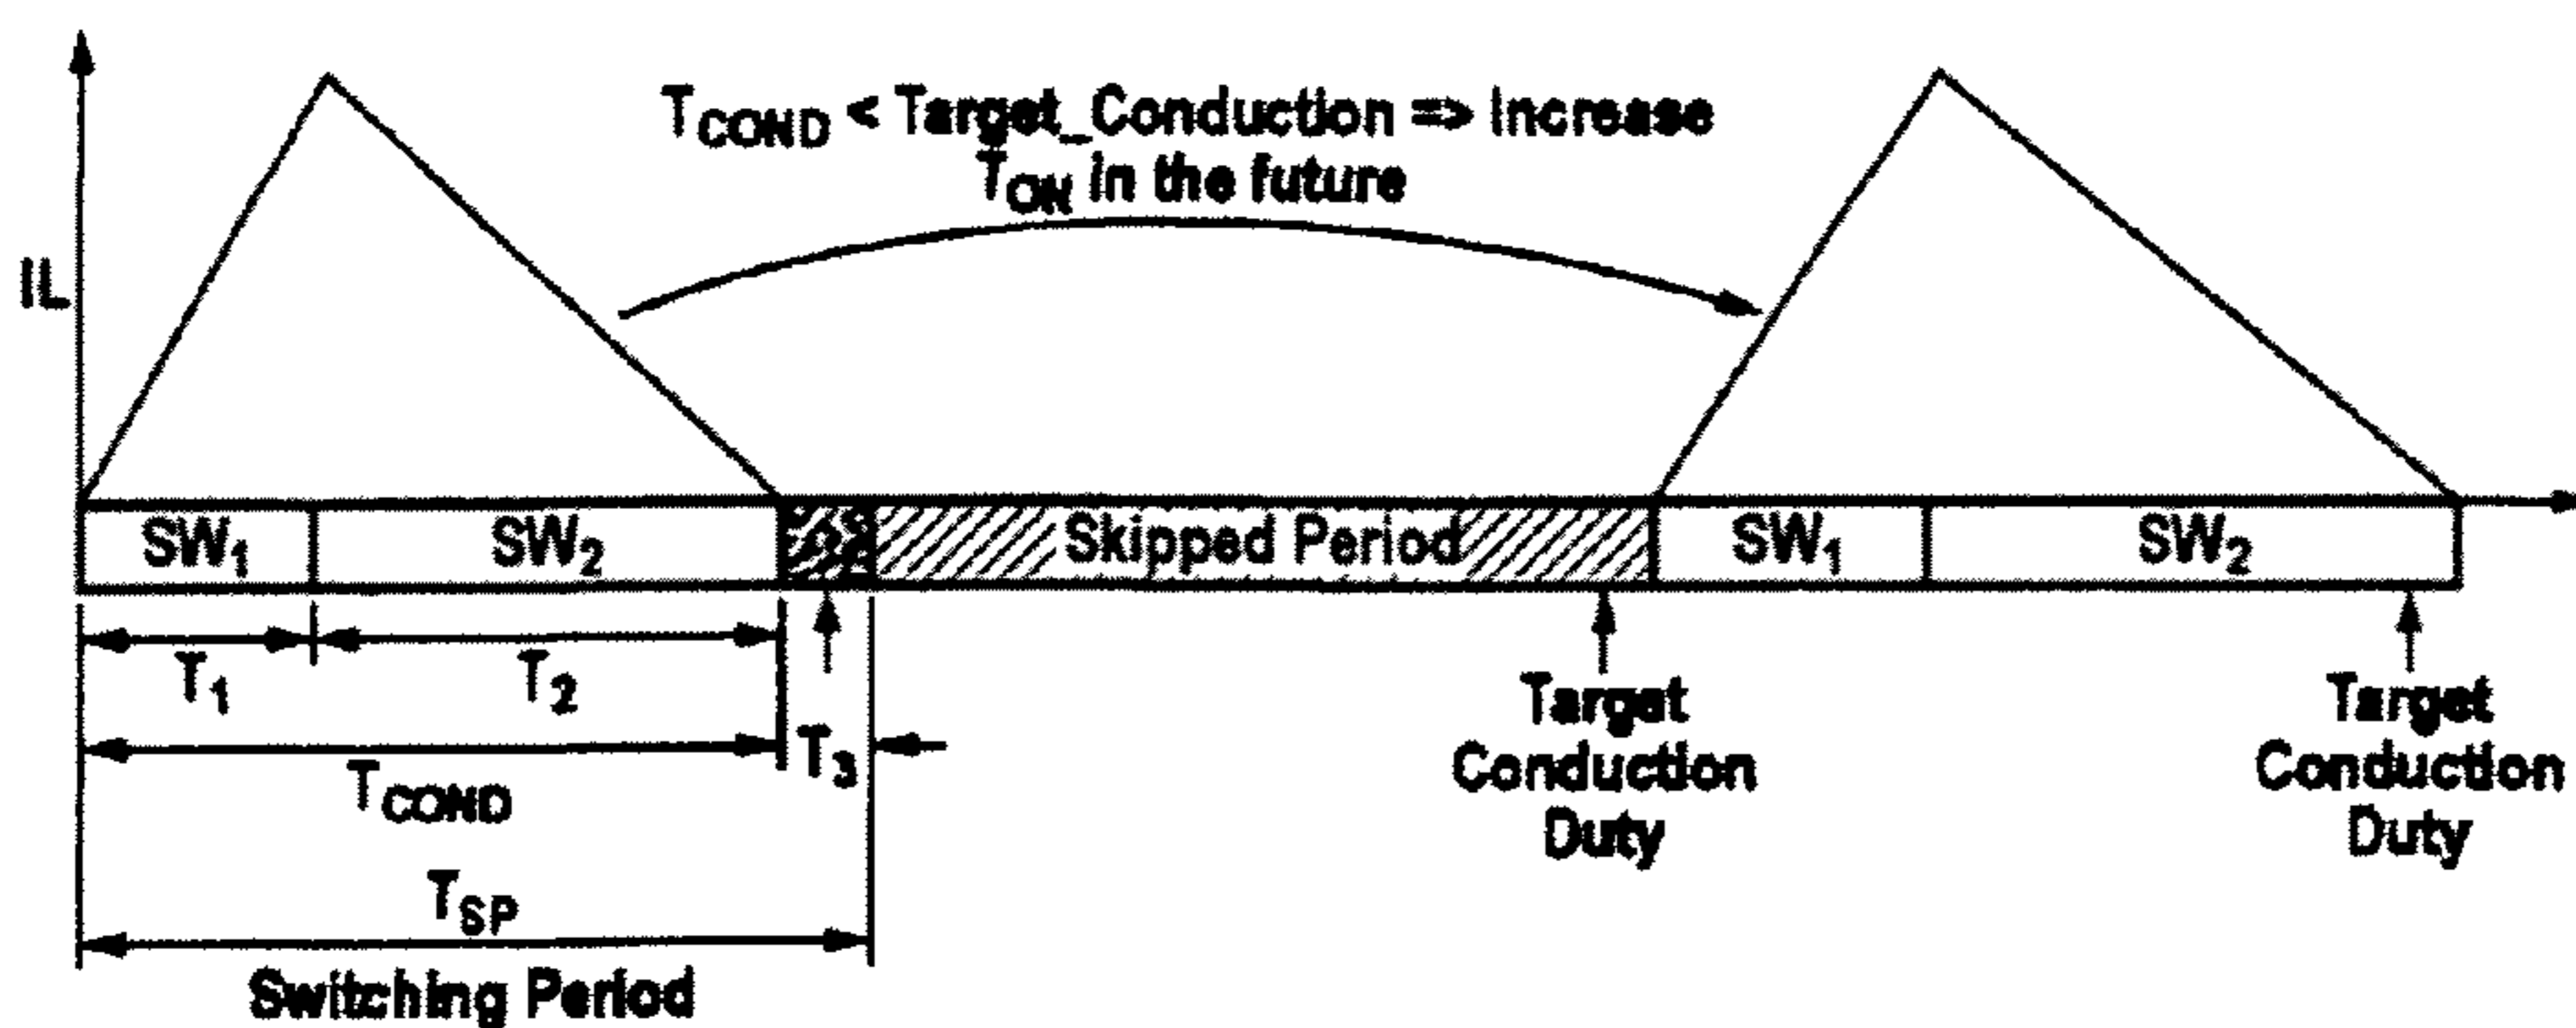 T_COND < Target_Conduction => Increase
T_ON in the future
IL
SW₁
SW₂
Skipped Period
SW₁
SW₂
T₁
T₂
T₃
T_COND
T_SP
Switching Period
Target
Conduction
Duty
Target
Conduction
Duty